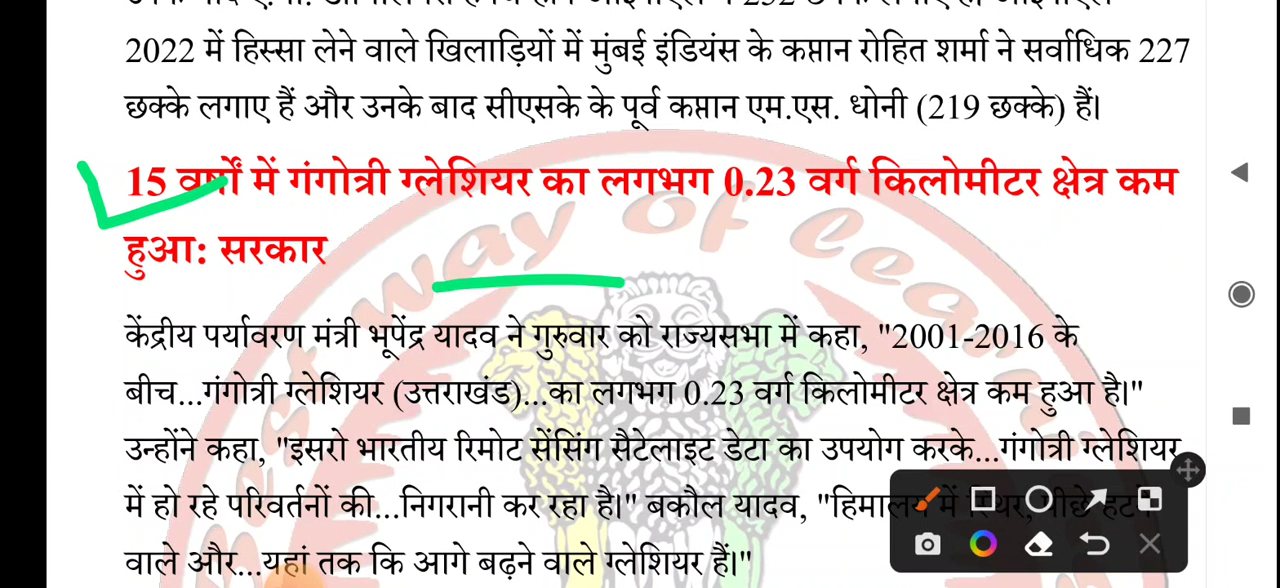 2022 में हिस्सा लेने वाले खिलाड़ियों में मुंबई इंडियंस के कप्तान रोहित शर्मा ने सर्वाधिक 227
छक्के लगाए हैं और उनके बाद सीएसके के पूर्व कप्तान एम.एस. धोनी (219 छक्के) हैं।
15 वर्षों में गंगोत्री ग्लेशियर का लगभग 0.23 वर्ग किलोमीटर क्षेत्र कम
हुआ: सरकार
way of
केंद्रीय पर्यावरण मंत्री भूपेंद्र यादव ने गुरुवार को राज्यसभा में कहा, "2001-2016 के
बीच...गंगोत्री ग्लेशियर (उत्तराखंड)...का लगभग 0.23 वर्ग किलोमीटर क्षेत्र कम हुआ है।"
उन्होंने कहा, "इसरो भारतीय रिमोट सेंसिंग सैटेलाइट डेटा का उपयोग करके...गंगोत्री ग्लेशियर
में हो रहे परिवर्तनों की...निगरानी कर रहा है।" बकौल यादव, "हिमालय में स्थिर, पीछे हटने
वाले और...यहां तक कि आगे बढ़ने वाले ग्लेशियर हैं।"